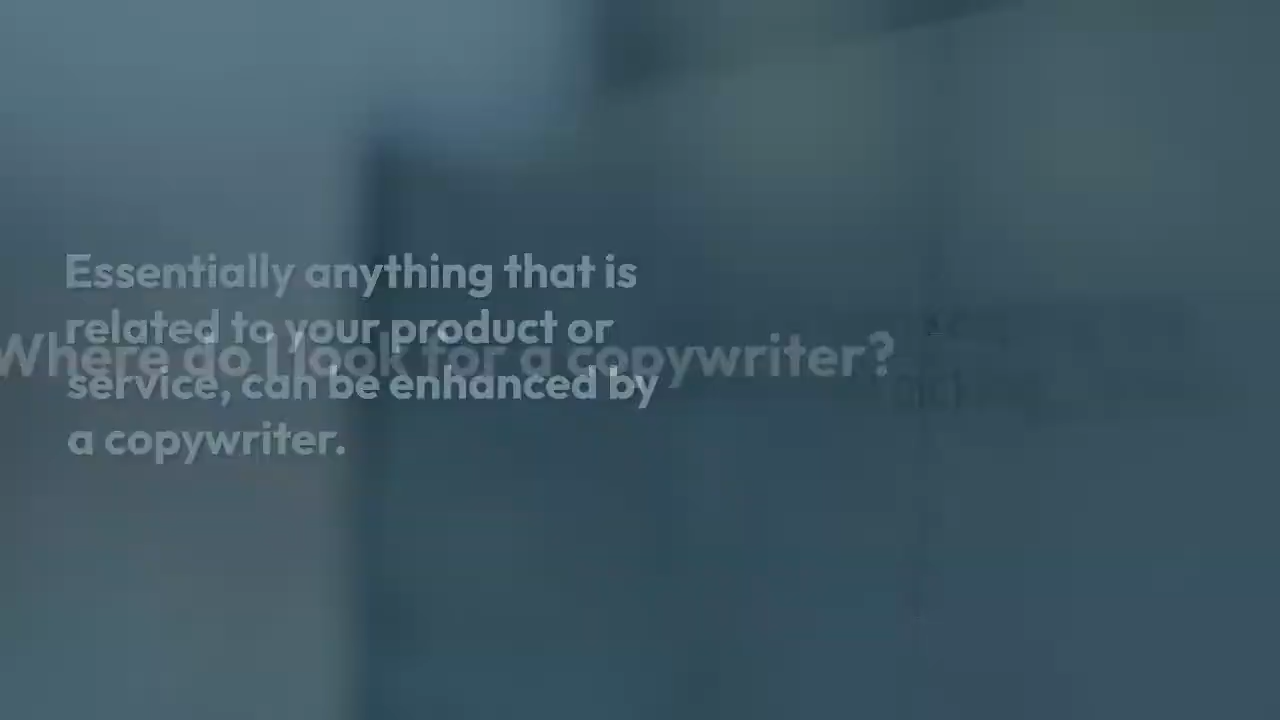 Essentially anything that is
related to your product or
Where do I look for a copywriter?
service, can be enhanced by
a copywriter.